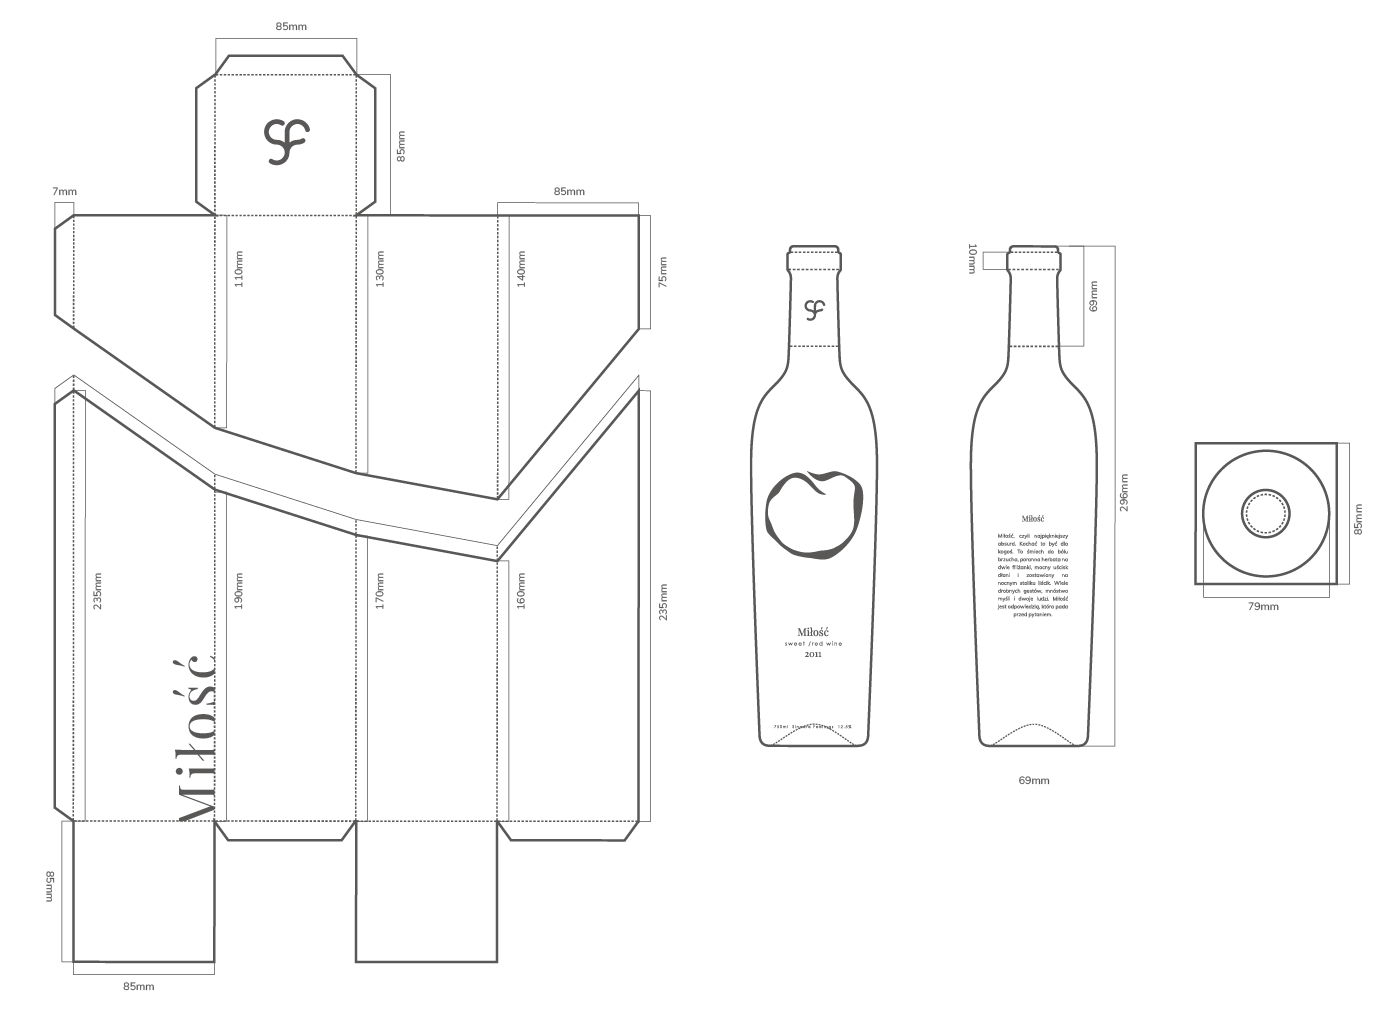 85mm
85mm
7mm
85mm
110mm
130mm
140mm
75mm
235mm
190mm
170mm
160mm
235mm
Miłość
85mm
85mm
Miłość
sweet /red wine
2011
750ml
12.5%
10mm
69mm
296mm
Miłość
Miłość, czyli najpiękniejszy
absurd. Kochać to być dla
kogoś. To śmiech do bólu
brzucha, poranna herbata na
dwie filiżanki, mocny uścisk
dłoni i zostawiony na
nocnym stoliku liścik. Wiele
drobnych gestów, mnóstwo
myśli i dwoje ludzi. Miłość
jest odpowiedzią, która pada
przed pytaniem.
69mm
85mm
79mm